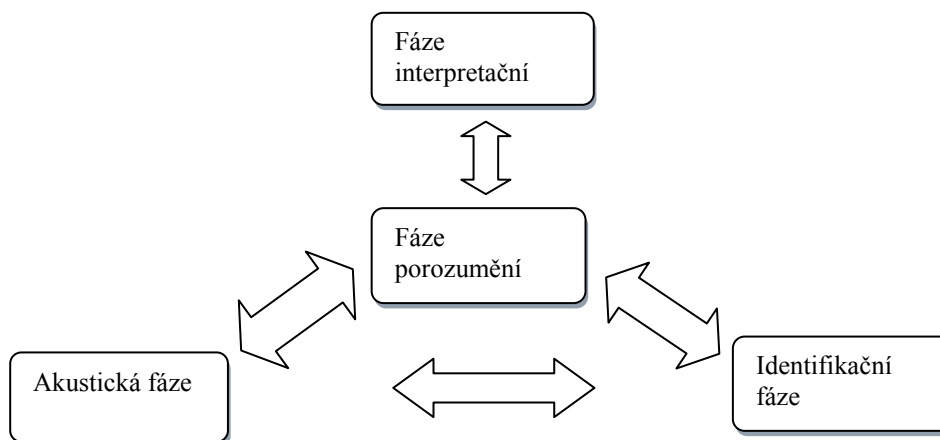 Fáze
interpretační
Fáze
porozumění
Akustická fáze
Identifikační
fáze